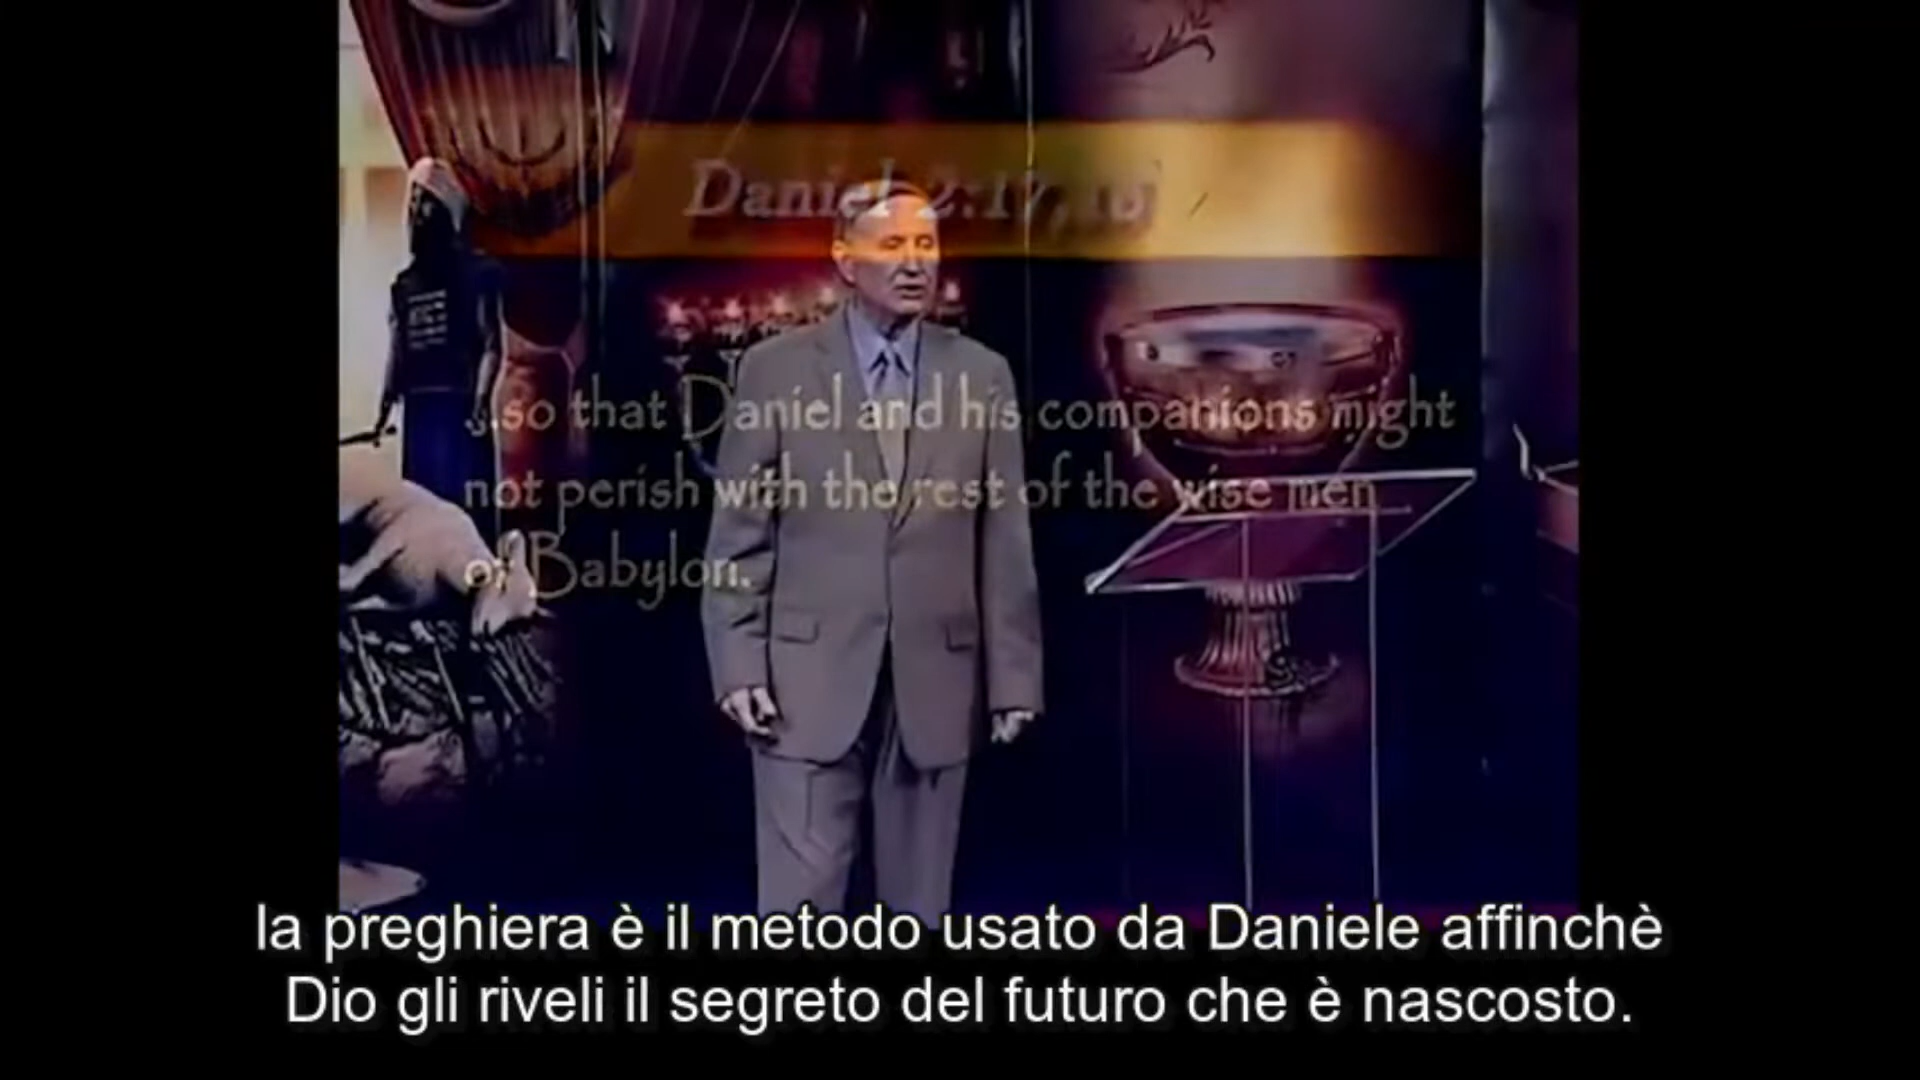 Daniel 2:17,18
...so that Daniel and his companions might
not perish with the rest of the wise men
of Babylon.
la preghiera è il metodo usato da Daniele affinchè
Dio gli riveli il segreto del futuro che è nascosto.